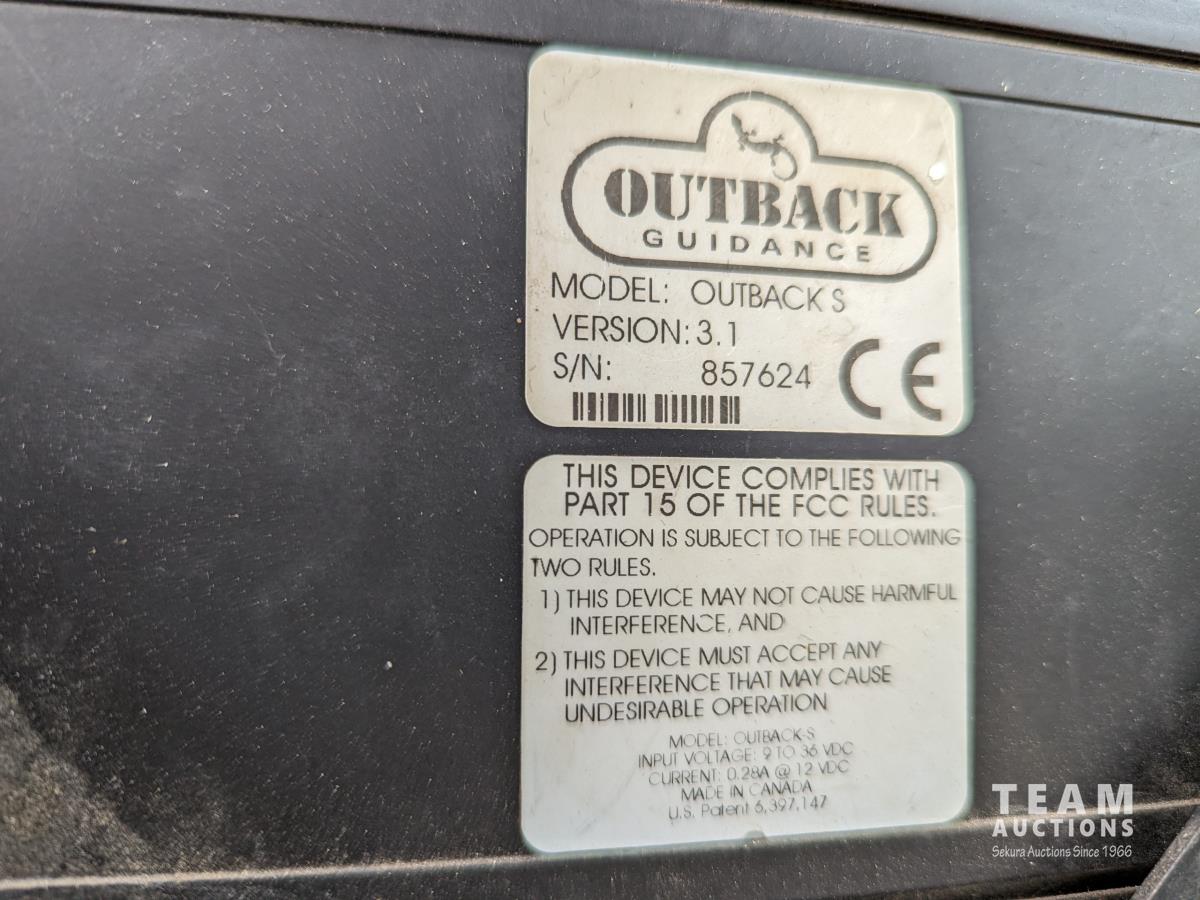 OUTBACK
GUIDANCE
MODEL: OUTBACK S
VERSION: 3.1
S/N: 857624
CE
THIS DEVICE COMPLIES WITH
PART 15 OF THE FCC RULES.
OPERATION IS SUBJECT TO THE FOLLOWING
TWO RULES.
1) THIS DEVICE MAY NOT CAUSE HARMFUL
INTERFERENCE, AND
2) THIS DEVICE MUST ACCEPT ANY
INTERFERENCE THAT MAY CAUSE
UNDESIRABLE OPERATION
MODEL: OUTBACK-S
INPUT VOLTAGE: 9 TO 36 VDC
CURRENT: 0.28A @ 12 VDC
MADE IN CANADA
U.S. Patent 6,397,147
TEAM
AUCTIONS
Sekura Auctions Since 1966